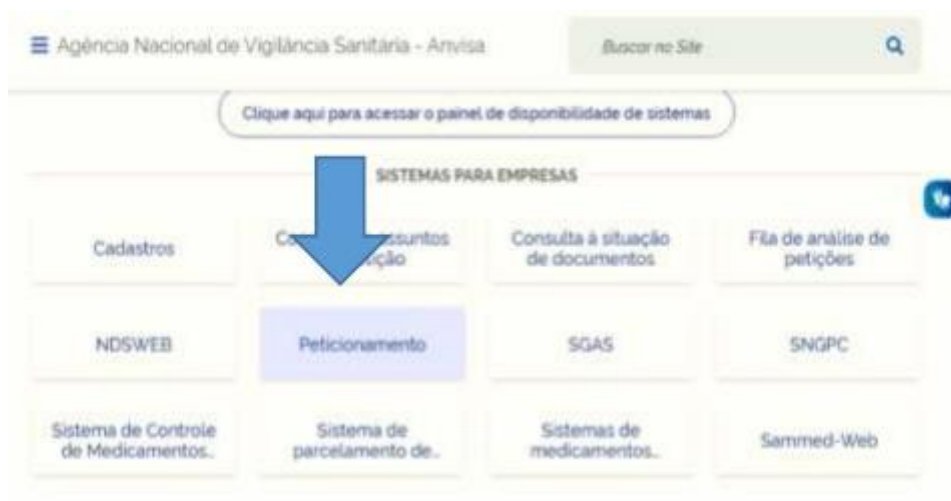 Agência Nacional de Vigilância Sanitária - Anvisa
Buscar no Site
Clique aqui para acessar o painel de disponibilidade de sistemas
SISTEMAS PARA EMPRESAS
Cadastros
Consulta à situação
de documentos
Fila de análise de
petições
NDSWEB
Peticionamento
SGAS
SNGPC
Sistema de Controle
de Medicamentos...
Sistema de
parcelamento de...
Sistemas de
medicamentos...
Sammed-Web